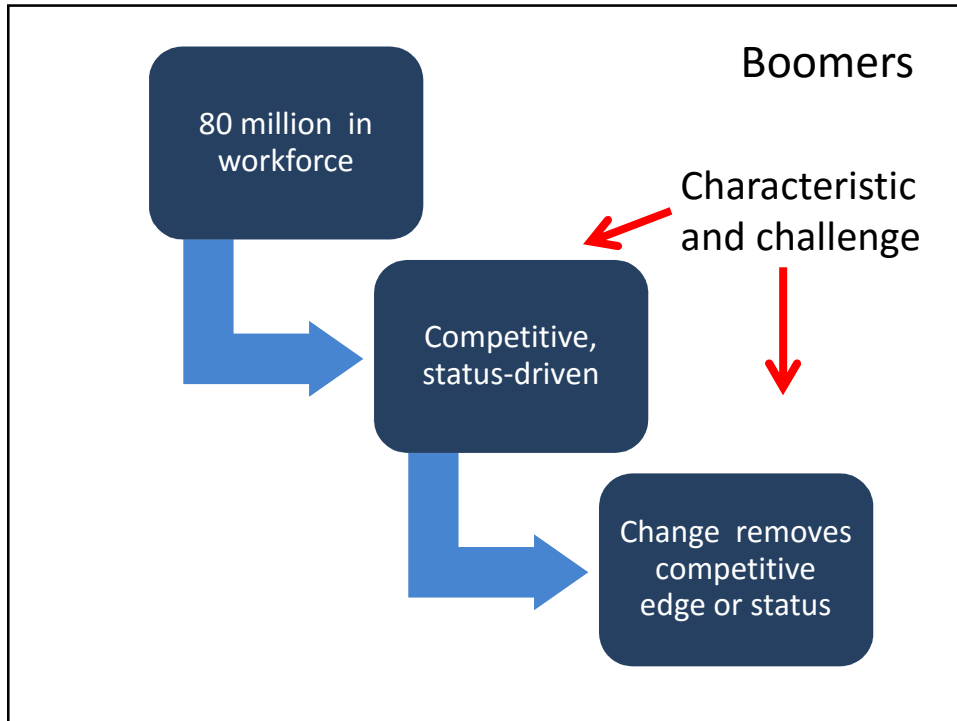 Boomers
80 million  in
workforce
Characteristic
and challenge
Competitive,
status-driven
Change  removes
competitive
edge or status